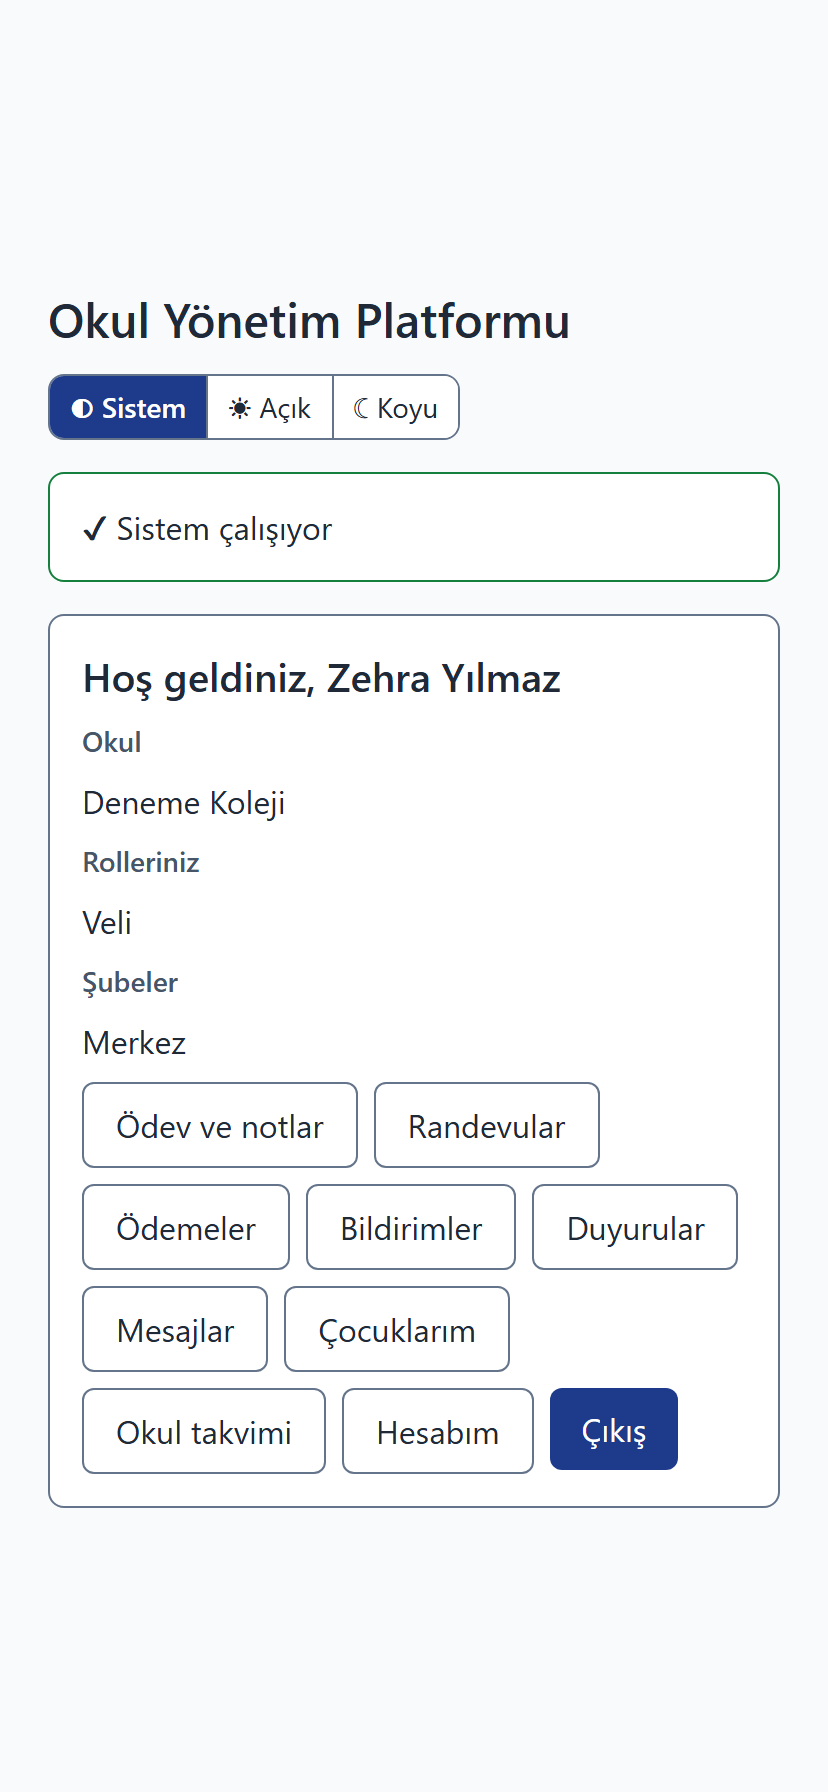 Okul Yönetim Platformu
◐ Sistem ☀ Açık ☾ Koyu
✓ Sistem çalışıyor
Hoş geldiniz, Zehra Yılmaz
Okul
Deneme Koleji
Rolleriniz
Veli
Şubeler
Merkez
Ödev ve notlar Randevular
Ödemeler Bildirimler Duyurular
Mesajlar Çocuklarım
Okul takvimi Hesabım Çıkış